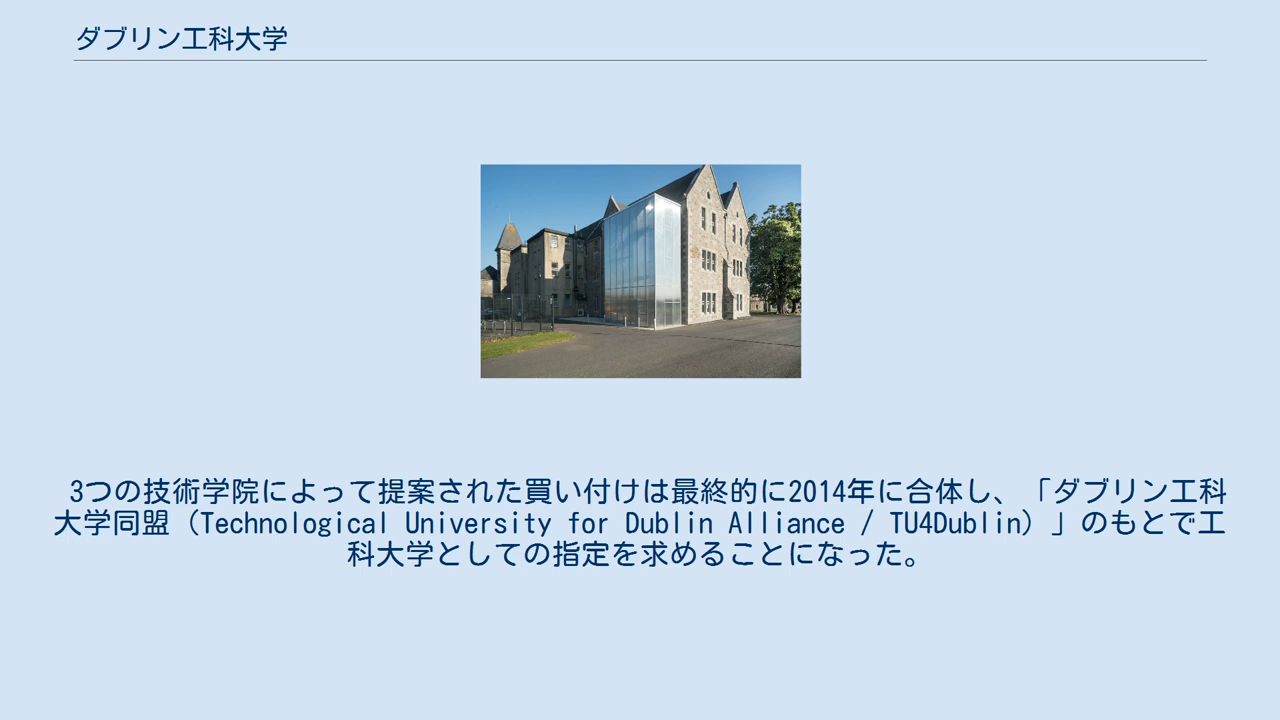 ダブリン工科大学
3つの技術学院によって提案された買い付けは最終的に2014年に合体し、「ダブリン工科
大学同盟（Technological University for Dublin Alliance / TU4Dublin）」のもとで工
科大学としての指定を求めることになった。